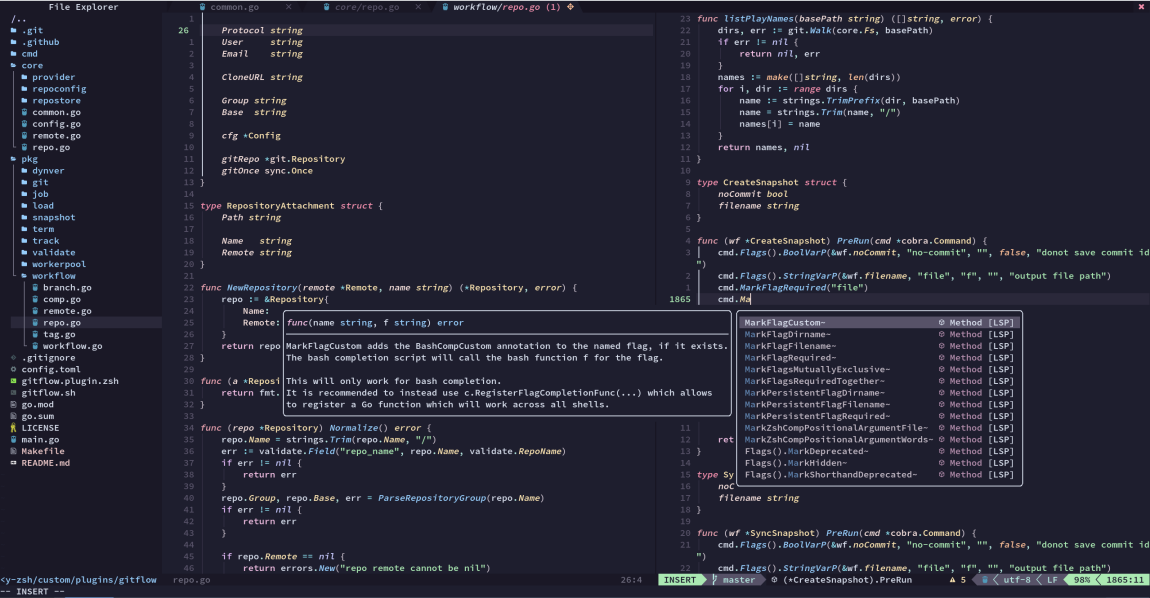 File Explorer
/..
.git
.github
cmd
core
provider
repoconfig
repostore
common.go
config.go
remote.go
repo.go
pkg
dynver
git
job
load
snapshot
term
track
validate
workerpool
workflow
branch.go
comp.go
remote.go
repo.go
tag.go
workflow.go
.gitignore
config.toml
gitflow.plugin.zsh
gitflow.sh
go.mod
go.sum
LICENSE
main.go
Makefile
README.md
<y-zsh/custom/plugins/gitflow
-- INSERT --
common.go × core/repo.go × workflow/repo.go (1)
1
26 Protocol string
1 User string
2 Email string
3
4 CloneURL string
5
6 Group string
7 Base string
8
9 cfg *Config
10
11 gitRepo *git.Repository
12 gitOnce sync.Once
13 }
14
15 type RepositoryAttachment struct {
16 Path string
17
18 Name string
19 Remote string
20 }
21
22 func NewRepository(remote *Remote, name string) (*Repository, error) {
23 repo := &Repository{
24 Name:
25 Remote:
26 }
27 return repo
28 }
29
30 func (a *Reposi
31 return fmt.
32 }
33
34 func (repo *Repository) Normalize() error {
35 repo.Name = strings.Trim(repo.Name, "/")
36 err := validate.Field("repo_name", repo.Name, validate.RepoName)
37 if err != nil {
38 return err
39 }
40 repo.Group, repo.Base, err = ParseRepositoryGroup(repo.Name)
41 if err != nil {
42 return err
43 }
44
45 if repo.Remote == nil {
46 return errors.New("repo remote cannot be nil")
repo.go 26:4
func(name string, f string) error
MarkFlagCustom adds the BashCompCustom annotation to the named flag, if it exists.
The bash completion script will call the bash function f for the flag.
This will only work for bash completion.
It is recommended to instead use c.RegisterFlagCompletionFunc(...) which allows
to register a Go function which will work across all shells.
23 func listPlayNames(basePath string) ([]string, error) {
22 dirs, err := git.Walk(core.Fs, basePath)
21 if err != nil {
20 return nil, err
19 }
18 names := make([]string, len(dirs))
17 for i, dir := range dirs {
16 name := strings.TrimPrefix(dir, basePath)
15 name = strings.Trim(name, "/")
14 names[i] = name
13 }
12 return names, nil
11 }
10
9 type CreateSnapshot struct {
8 noCommit bool
7 filename string
6 }
5
4 func (wf *CreateSnapshot) PreRun(cmd *cobra.Command) {
3 cmd.Flags().BoolVarP(&wf.noCommit, "no-commit", "", false, "donot save commit id
")
2 cmd.Flags().StringVarP(&wf.filename, "file", "f", "", "output file path")
1 cmd.MarkFlagRequired("file")
1865 cmd.Ma
MarkFlagCustom~ Method [LSP]
MarkFlagDirname~ Method [LSP]
MarkFlagFilename~ Method [LSP]
MarkFlagRequired~ Method [LSP]
MarkFlagsMutuallyExclusive~ Method [LSP]
MarkFlagsRequiredTogether~ Method [LSP]
MarkPersistentFlagDirname~ Method [LSP]
MarkPersistentFlagFilename~ Method [LSP]
MarkPersistentFlagRequired~ Method [LSP]
MarkZshCompPositionalArgumentFile~ Method [LSP]
MarkZshCompPositionalArgumentWords~ Method [LSP]
Flags().MarkDeprecated~ Method [LSP]
Flags().MarkHidden~ Method [LSP]
Flags().MarkShorthandDeprecated~ Method [LSP]
11
12 ret
13 }
14
15 type Sy
16 noC
17 filename string
18 }
19
20 func (wf *SyncSnapshot) PreRun(cmd *cobra.Command) {
21 cmd.Flags().BoolVarP(&wf.noCommit, "no-commit", "", false, "donot save commit id
")
22 cmd.Flags().StringVarP(&wf.filename, "file", "f", "", "output file path")
INSERT master (*CreateSnapshot).PreRun 5 utf-8 LF 98% 1865:11